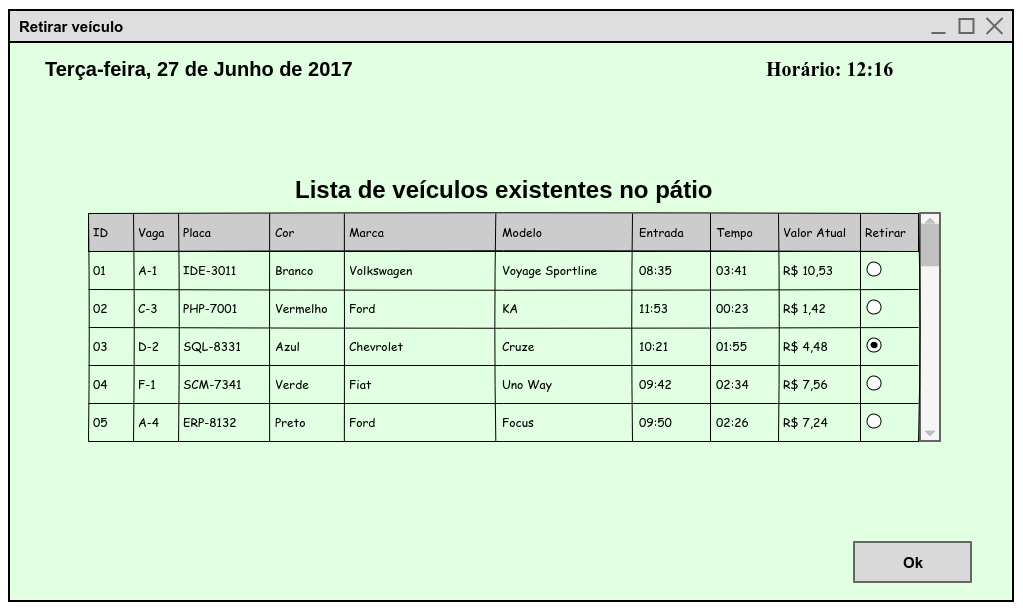 Retirar veículo
Terça-feira, 27 de Junho de 2017 Horário: 12:16
Lista de veículos existentes no pátio
ID Vaga Placa Cor Marca Modelo Entrada Tempo Valor Atual Retirar
01 A-1 IDE-3011 Branco Volkswagen Voyage Sportline 08:35 03:41 R$ 10,53
02 C-3 PHP-7001 Vermelho Ford KA 11:53 00:23 R$ 1,42
03 D-2 SQL-8331 Azul Chevrolet Cruze 10:21 01:55 R$ 4,48
04 F-1 SCM-7341 Verde Fiat Uno Way 09:42 02:34 R$ 7,56
05 A-4 ERP-8132 Preto Ford Focus 09:50 02:26 R$ 7,24
Ok